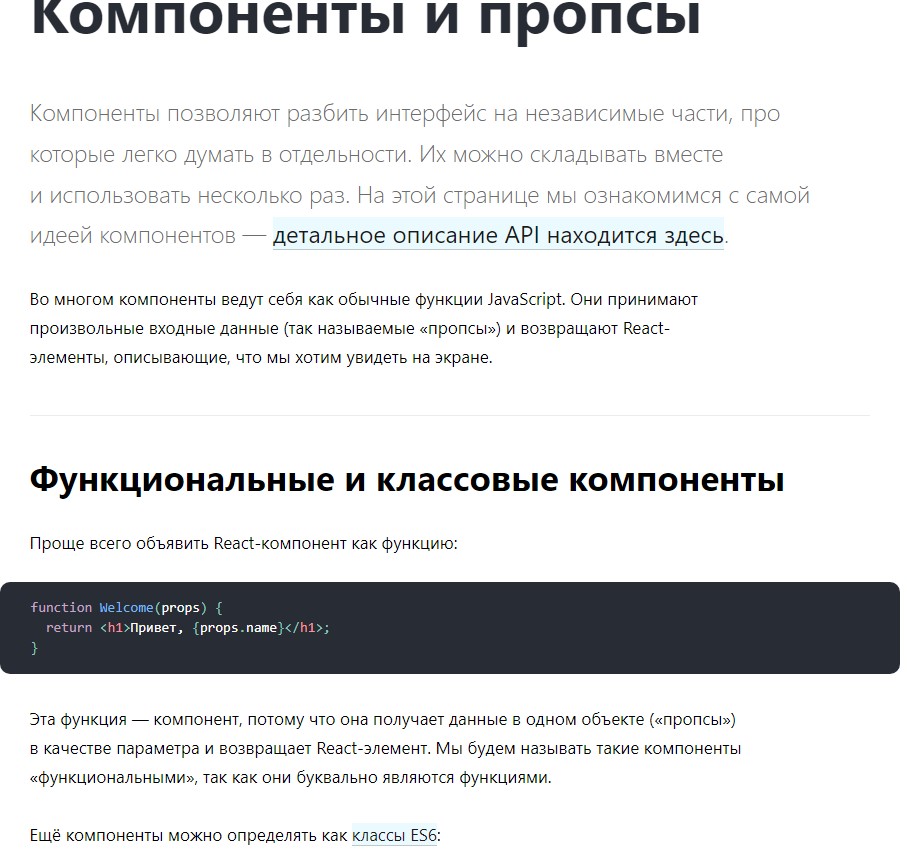 Компоненты и пропсы
Компоненты позволяют разбить интерфейс на независимые части, про
которые легко думать в отдельности. Их можно складывать вместе
и использовать несколько раз. На этой странице мы ознакомимся с самой
идеей компонентов — детальное описание API находится здесь.
Во многом компоненты ведут себя как обычные функции JavaScript. Они принимают
произвольные входные данные (так называемые «пропсы») и возвращают React-
элементы, описывающие, что мы хотим увидеть на экране.
Функциональные и классовые компоненты
Проще всего объявить React-компонент как функцию:
function Welcome(props) {
  return <h1>Привет, {props.name}</h1>;
}
Эта функция — компонент, потому что она получает данные в одном объекте («пропсы»)
в качестве параметра и возвращает React-элемент. Мы будем называть такие компоненты
«функциональными», так как они буквально являются функциями.
Ещё компоненты можно определять как классы ES6: